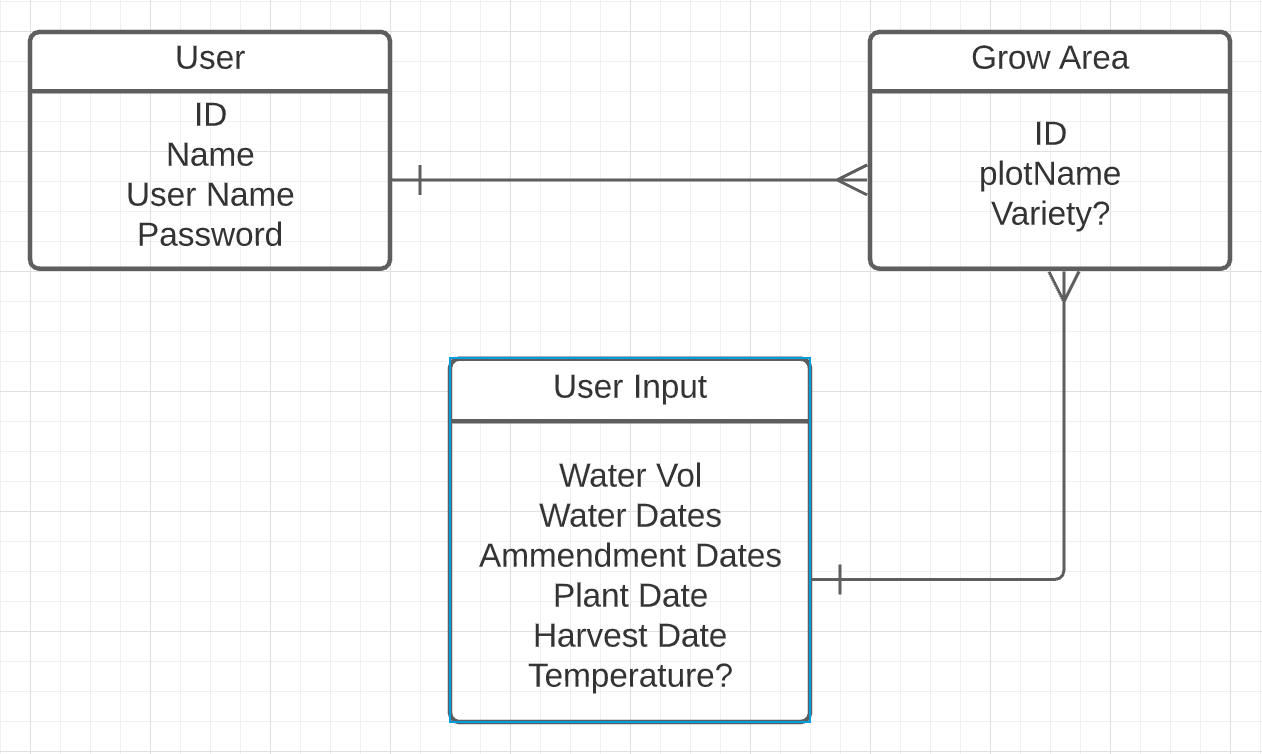 User
ID
Name
User Name
Password
Grow Area
ID
plotName
Variety?
User Input
Water Vol
Water Dates
Ammendment Dates
Plant Date
Harvest Date
Temperature?